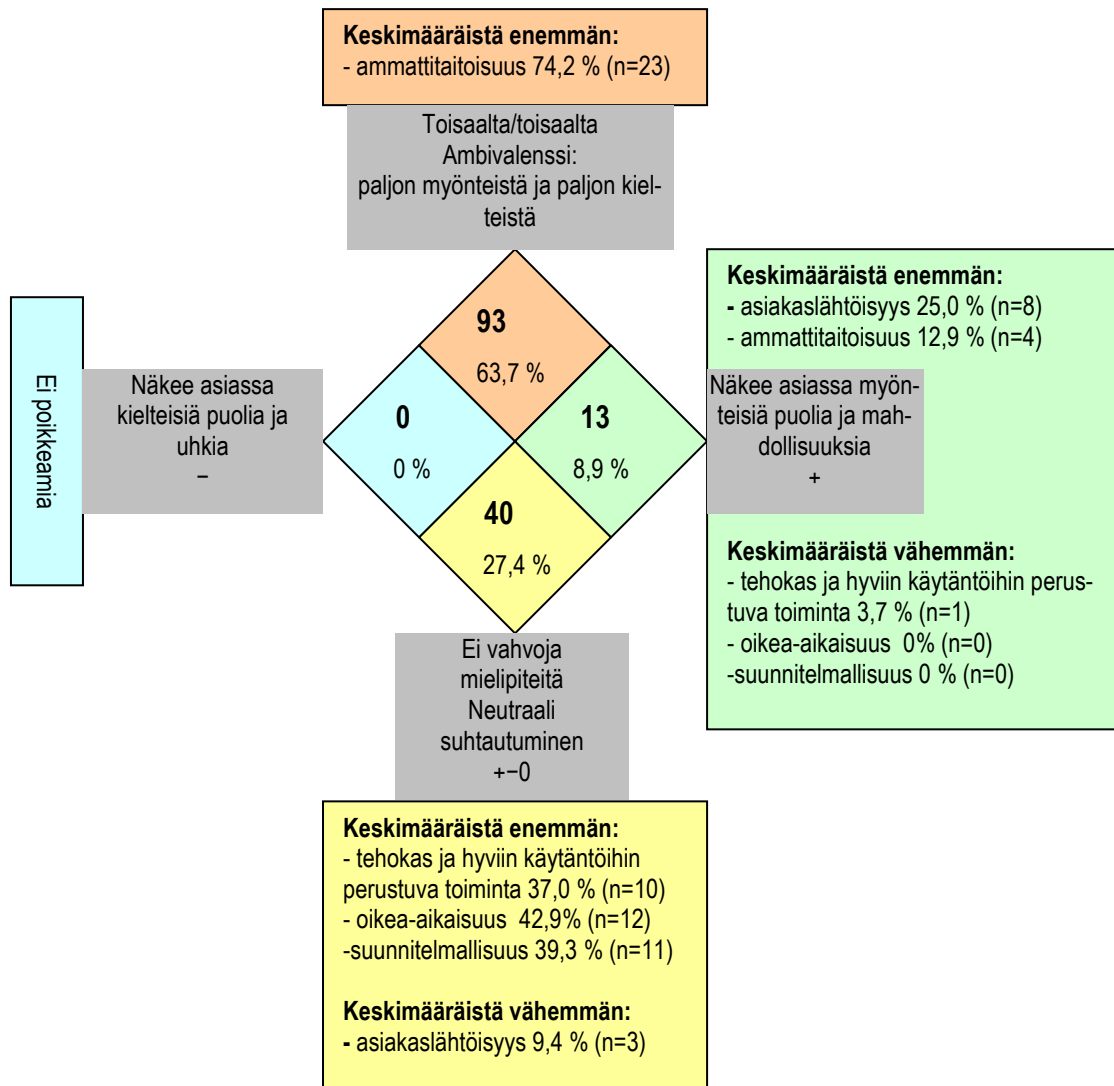 Keskimääräistä enemmän:
- ammattitaitoisuus 74,2 % (n=23)
Toisaalta/toisaalta
Ambivalenssi:
paljon myönteistä ja paljon kiel-
teistä
Ei poikkeamia
Näkee asiassa
kielteisiä puolia ja
uhkia
−
93
63,7 %
0
0 %
13
8,9 %
40
27,4 %
Keskimääräistä enemmän:
- asiakaslähtöisyys 25,0 % (n=8)
- ammattitaitoisuus 12,9 % (n=4)
Näkee asiassa myön-
teisiä puolia ja mah-
dollisuuksia
+
Keskimääräistä vähemmän:
- tehokas ja hyviin käytäntöihin perus-
tuva toiminta 3,7 % (n=1)
- oikea-aikaisuus  0% (n=0)
-suunnitelmallisuus 0 % (n=0)
Ei vahvoja
mielipiteitä
Neutraali
suhtautuminen
+−0
Keskimääräistä enemmän:
- tehokas ja hyviin käytäntöihin
perustuva toiminta 37,0 % (n=10)
- oikea-aikaisuus  42,9% (n=12)
-suunnitelmallisuus 39,3 % (n=11)
Keskimääräistä vähemmän:
- asiakaslähtöisyys 9,4 % (n=3)